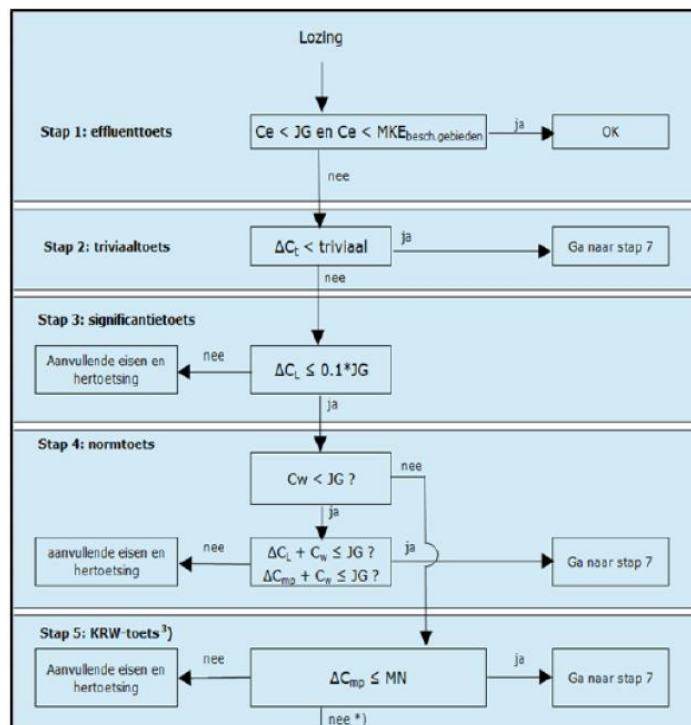 Lozing
Stap 1: effluenttoets
Ce < JG en Ce < MKE besch.gebieden
ja
OK
nee
Stap 2: triviaaltoets
ΔCt < triviaal
ja
Ga naar stap 7
nee
Stap 3: significantietoets
Aanvullende eisen en
hertoetsing
nee
ΔCL ≤ 0.1*JG
ja
Stap 4: normtoets
Cw < JG ?
nee
ja
aanvullende eisen en
hertoetsing
nee
ΔCL + Cw ≤ JG ?
ΔCmp + Cw ≤ JG ?
ja
Ga naar stap 7
Stap 5: KRW-toets³)
Aanvullende eisen en
hertoetsing
nee
ΔCmp ≤ MN
ja
Ga naar stap 7
nee *)